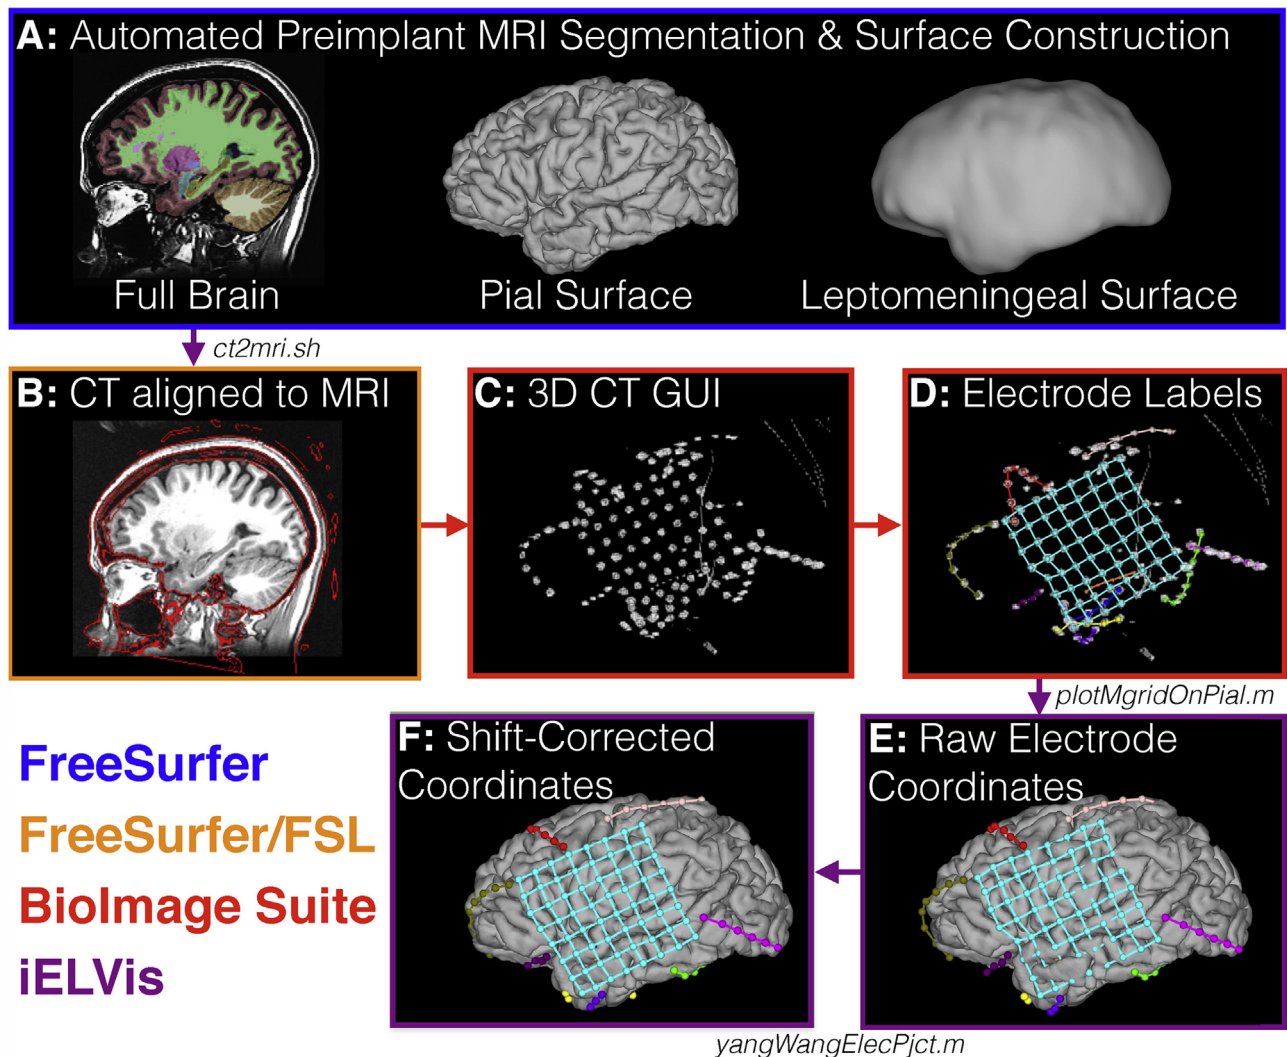 A: Automated Preimplant MRI Segmentation & Surface Construction
Full Brain
Pial Surface
Leptomeningeal Surface
ct2mri.sh
B: CT aligned to MRI
C: 3D CT GUI
D: Electrode Labels
plotMgridOnPial.m
F: Shift-Corrected
Coordinates
E: Raw Electrode
Coordinates
FreeSurfer
FreeSurfer/FSL
BioImage Suite
iELVis
yangWangElecPjct.m